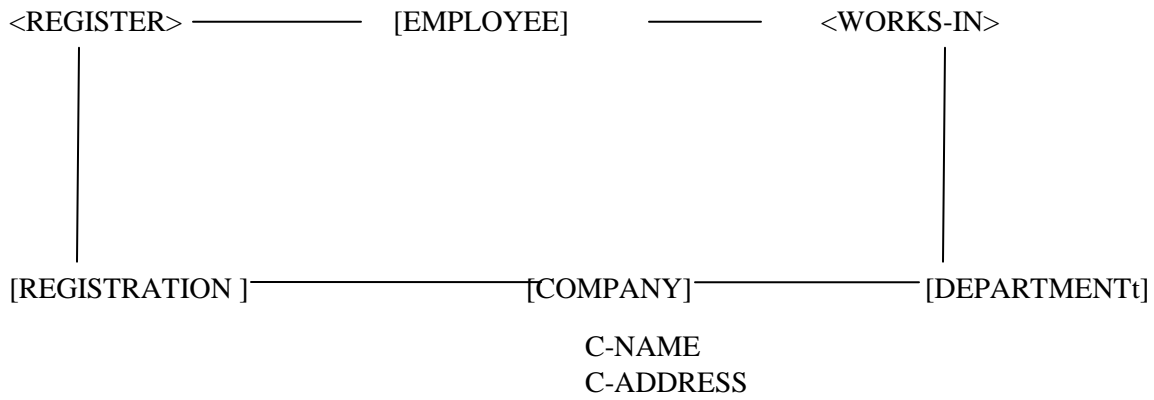 <REGISTER> [EMPLOYEE] <WORKS-IN>
[REGISTRATION ] [COMPANY] [DEPARTMENTt]
C-NAME
C-ADDRESS